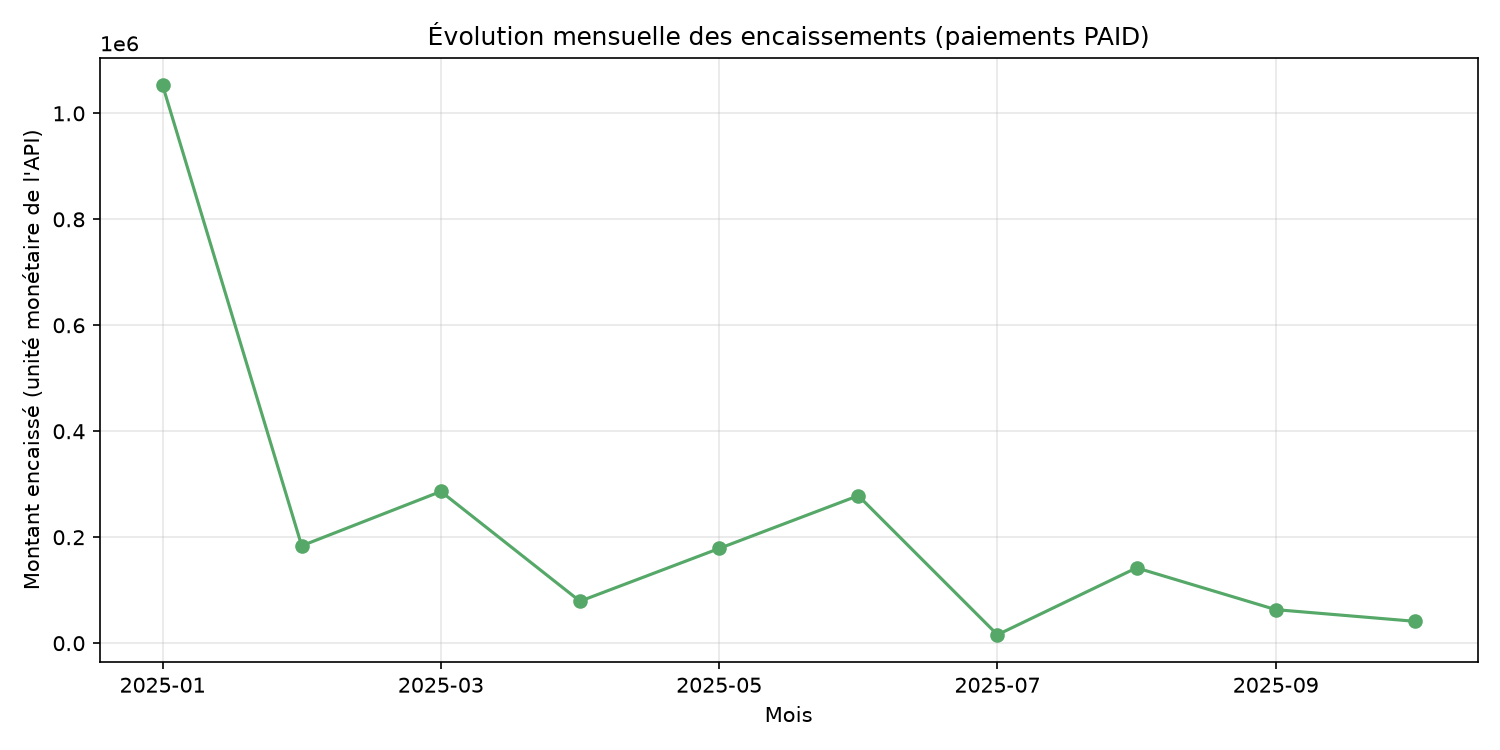 Évolution mensuelle des encaissements (paiements PAID)
1e6
1.0
0.8
0.6
0.4
0.2
0.0
Montant encaissé (unité monétaire de l'API)
2025-01 2025-03 2025-05 2025-07 2025-09
Mois